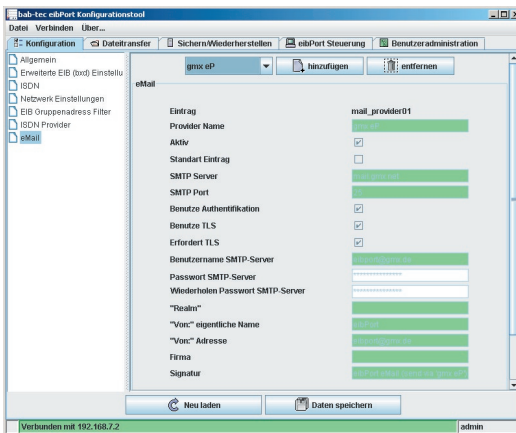 bab-tec eibPort Konfigurationstool
Datei Verbinden Über...
Konfiguration Dateitransfer Sichern/Wiederherstellen eibPort Steuerung Benutzeradministration
Allgemein
Erweiterte EIB (bxd) Einstellu
ISDN
Netzwerk Einstellungen
EIB Gruppenadress Filter
ISDN Provider
eMail
gmx eP hinzufügen entfernen
eMail
Eintrag mail_provider01
Provider Name gmx eP
Aktiv
Standart Eintrag
SMTP Server
SMTP Port
Benutze Authentifikation
Benutze TLS
Erfordert TLS
Benutzername SMTP-Server
Passwort SMTP-Server
Wiederholen Passwort SMTP-Server
"Realm"
"Von:" eigentliche Name eibPort
"Von:" Adresse
Firma
Signatur
Neu laden Daten speichern
Verbunden mit 192.168.7.2 admin